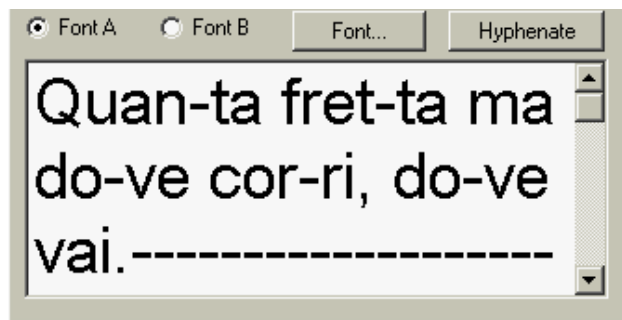 Font A Font B Font... Hyphenate
Quan-ta fret-ta ma
do-ve cor-ri, do-ve
vai.-------------------